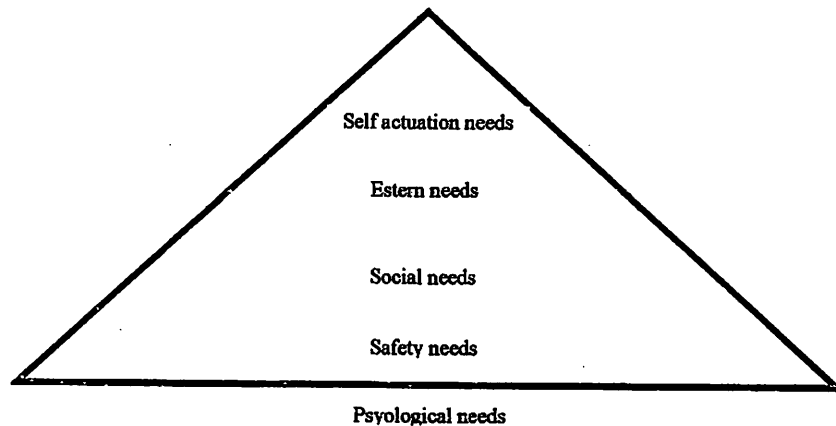 Self actuation needs
Estern needs
Social needs
Safety needs
Psyological needs